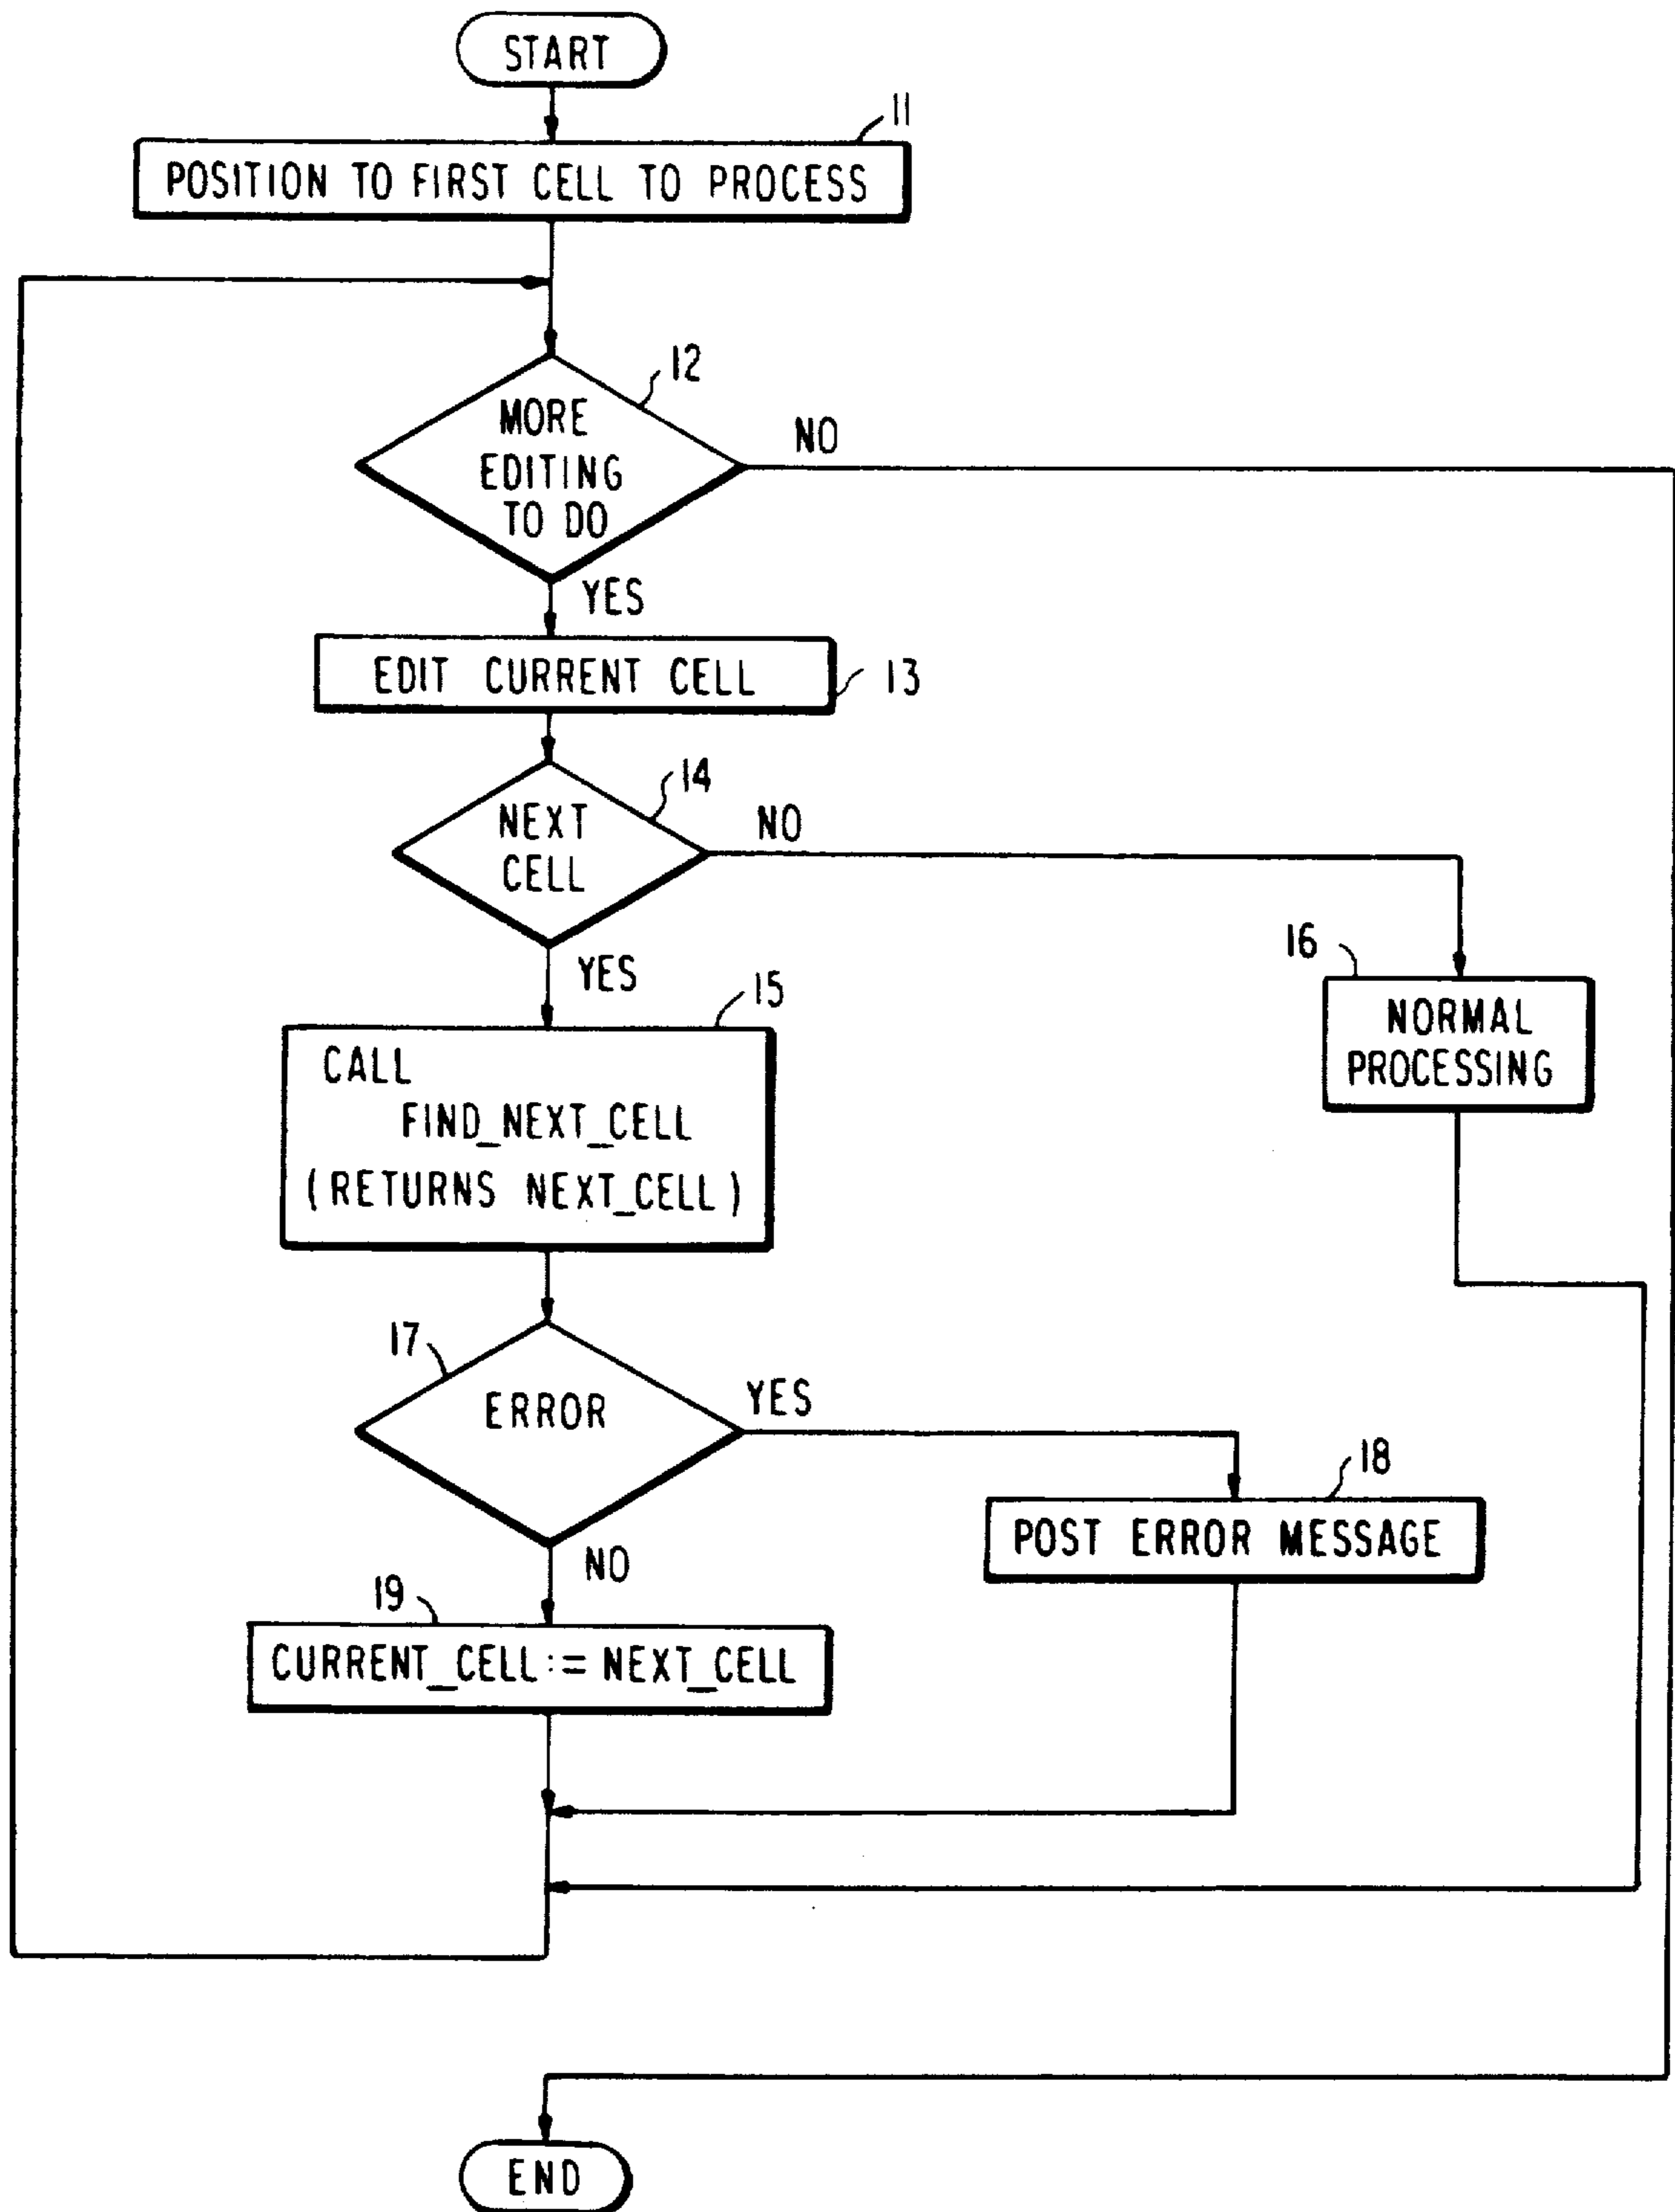 START
11
POSITION TO FIRST CELL TO PROCESS
12
MORE
EDITING
TO DO
NO
YES
EDIT CURRENT CELL
13
14
NEXT
CELL
NO
YES
15
CALL
FIND_NEXT_CELL
(RETURNS NEXT_CELL)
16
NORMAL
PROCESSING
17
ERROR
YES
NO
18
POST ERROR MESSAGE
19
CURRENT_CELL := NEXT_CELL
END